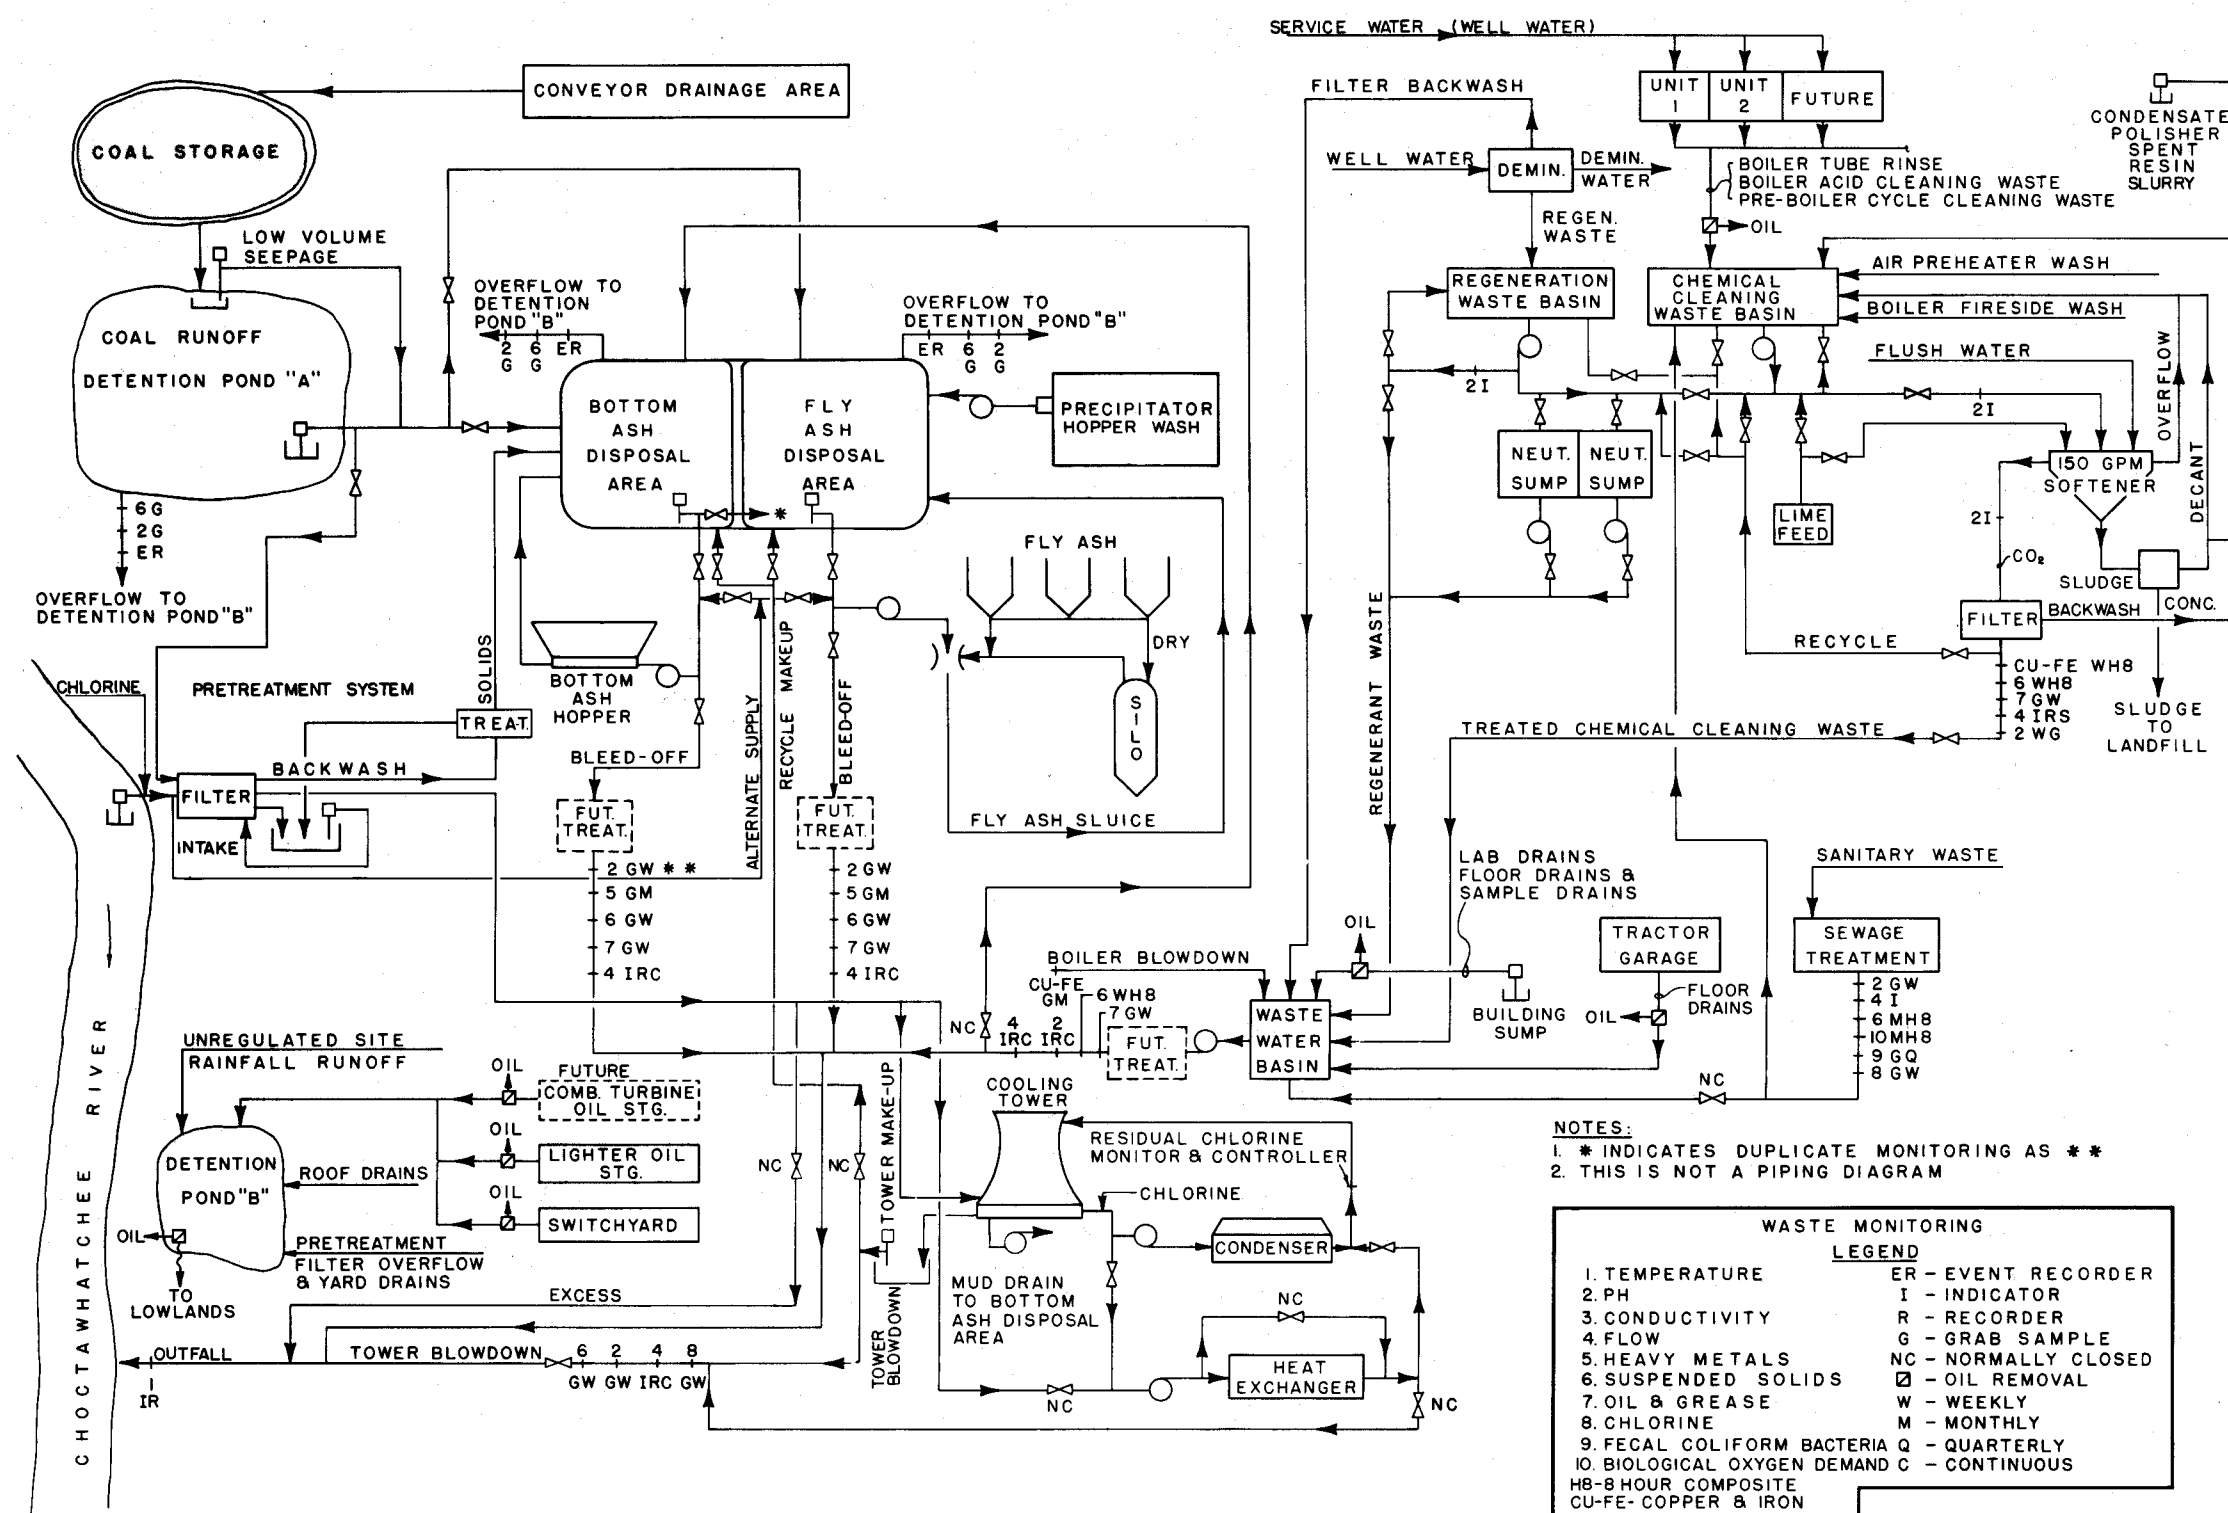 SERVICE WATER (WELL WATER)
CONVEYOR DRAINAGE AREA
COAL STORAGE
FILTER BACKWASH
UNIT
1
UNIT
2
FUTURE
CONDENSATE
POLISHER
SPENT
RESIN
SLURRY
WELL WATER
DEMIN.
DEMIN.
WATER
BOILER TUBE RINSE
BOILER ACID CLEANING WASTE
PRE-BOILER CYCLE CLEANING WASTE
REGEN.
WASTE
OIL
LOW VOLUME
SEEPAGE
COAL RUNOFF
DETENTION POND "A"
OVERFLOW TO
DETENTION
POND "B"
2
G
6
G
ER
OVERFLOW TO
DETENTION POND "B"
ER
6
G
2
G
REGENERATION
WASTE BASIN
CHEMICAL
CLEANING
WASTE BASIN
AIR PREHEATER WASH
BOILER FIRESIDE WASH
FLUSH WATER
OVERFLOW
DECANT
2I
2I
BOTTOM
ASH
DISPOSAL
AREA
FLY
ASH
DISPOSAL
AREA
*
PRECIPITATOR
HOPPER WASH
NEUT.
SUMP
NEUT.
SUMP
LIME
FEED
150 GPM
SOFTENER
2I
CO2
SLUDGE
FILTER
BACKWASH
CONC.
RECYCLE
6G
2G
ER
OVERFLOW TO
DETENTION POND "B"
FLY ASH
DRY
SILO
BOTTOM
ASH
HOPPER
SOLIDS
ALTERNATE SUPPLY
RECYCLE MAKEUP
BLEED-OFF
REGENERANT WASTE
CU-FE WH8
6 WH8
7 GW
4 IRS
2 WG
SLUDGE
TO
LANDFILL
TREATED CHEMICAL CLEANING WASTE
CHLORINE
PRETREATMENT SYSTEM
TREAT.
BACKWASH
FILTER
INTAKE
BLEED-OFF
FUT.
TREAT.
FUT.
TREAT.
FLY ASH SLUICE
2 GW * *
5 GM
6 GW
7 GW
4 IRC
2 GW
5 GM
6 GW
7 GW
4 IRC
LAB DRAINS
FLOOR DRAINS &
SAMPLE DRAINS
SANITARY WASTE
OIL
TRACTOR
GARAGE
FLOOR
DRAINS
OIL
SEWAGE
TREATMENT
2 GW
4 I
6 MH8
10 MH8
9 GQ
8 GW
BOILER BLOWDOWN
CU-FE
GM
6 WH8
7 GW
NC
4
IRC
2
IRC
FUT.
TREAT.
WASTE
WATER
BASIN
BUILDING
SUMP
NC
CHOCTAWHATCHEE RIVER
UNREGULATED SITE
RAINFALL RUNOFF
OIL
FUTURE
COMB. TURBINE
OIL STG.
OIL
LIGHTER OIL
STG.
OIL
SWITCHYARD
DETENTION
POND "B"
ROOF DRAINS
OIL
TO
LOWLANDS
PRETREATMENT
FILTER OVERFLOW
& YARD DRAINS
EXCESS
NC
NC
TOWER MAKE-UP
COOLING
TOWER
RESIDUAL CHLORINE
MONITOR & CONTROLLER
CHLORINE
CONDENSER
MUD DRAIN
TO BOTTOM
ASH DISPOSAL
AREA
TOWER
BLOWDOWN
NC
HEAT
EXCHANGER
NC
NC
OUTFALL
IR
TOWER BLOWDOWN
6
GW
2
GW
4
IRC
8
GW
NOTES:
1. * INDICATES DUPLICATE MONITORING AS * *
2. THIS IS NOT A PIPING DIAGRAM
WASTE MONITORING
LEGEND
1. TEMPERATURE ER - EVENT RECORDER
2. PH I - INDICATOR
3. CONDUCTIVITY R - RECORDER
4. FLOW G - GRAB SAMPLE
5. HEAVY METALS NC - NORMALLY CLOSED
6. SUSPENDED SOLIDS - OIL REMOVAL
7. OIL & GREASE W - WEEKLY
8. CHLORINE M - MONTHLY
9. FECAL COLIFORM BACTERIA Q - QUARTERLY
10. BIOLOGICAL OXYGEN DEMAND C - CONTINUOUS
H8-8 HOUR COMPOSITE
CU-FE- COPPER & IRON